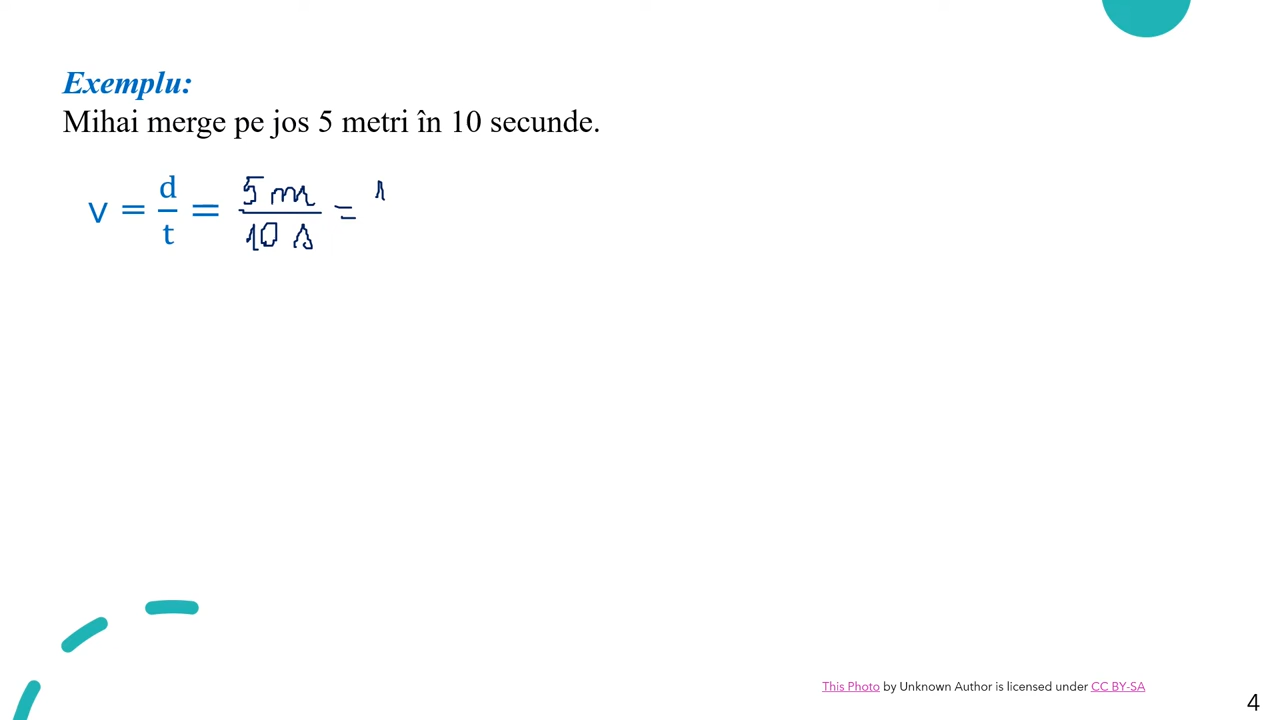 Exemplu:
Mihai merge pe jos 5 metri în 10 secunde.
v = d/t = 5 m/10 s = 1
This Photo by Unknown Author is licensed under CC BY-SA
4